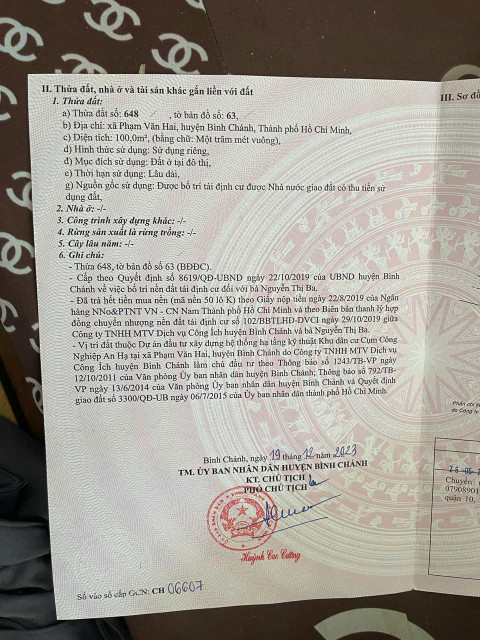 II. Thửa đất, nhà ở và tài sản khác gắn liền với đất
1. Thửa đất:
a) Thửa đất số: 648 , tờ bản đồ số: 63,
b) Địa chỉ: xã Phạm Văn Hai, huyện Bình Chánh, Thành phố Hồ Chí Minh,
c) Diện tích: 100,0m², (bằng chữ: Một trăm mét vuông),
d) Hình thức sử dụng: Sử dụng riêng,
đ) Mục đích sử dụng: Đất ở tại đô thị,
e) Thời hạn sử dụng: Lâu dài,
g) Nguồn gốc sử dụng: Được bố trí tái định cư được Nhà nước giao đất có thu tiền sử
dụng đất,
2. Nhà ở: -/-
3. Công trình xây dựng khác: -/-
4. Rừng sản xuất là rừng trồng: -/-
5. Cây lâu năm: -/-
6. Ghi chú:
- Thửa 648, tờ bản đồ số 63 (BĐĐC).
- Cấp theo Quyết định số 8619/QĐ-UBND ngày 22/10/2019 của UBND huyện Bình
Chánh về việc bố trí nền đất tái định cư đối với bà Nguyễn Thị Ba.
- Đã trả hết tiền mua nền (mã nền 50 lô K) theo Giấy nộp tiền ngày 22/8/2019 của Ngân
hàng NNo&PTNT VN - CN Nam Thành phố Hồ Chí Minh và theo Biên bản thanh lý hợp
đồng chuyển nhượng nền đất tái định cư số 102/BBTLHĐ-DVCI ngày 29/10/2019 giữa
Công ty TNHH MTV Dịch vụ Công ích huyện Bình Chánh và bà Nguyễn Thị Ba.
- Vị trí đất thuộc Dự án đầu tư xây dựng hệ thống hạ tầng kỹ thuật Khu dân cư Cụm Công
Nghiệp An Hạ tại xã Phạm Văn Hai, huyện Bình Chánh do Công ty TNHH MTV Dịch vụ
Công Ích huyện Bình Chánh làm chủ đầu tư theo Thông báo số 1243/TB-VP ngày
12/10/2011 của Văn phòng Ủy ban nhân dân huyện Bình Chánh; Thông báo số 792/TB-
VP ngày 13/6/2014 của Văn phòng Ủy ban nhân dân huyện Bình Chánh và Quyết định
giao đất số 3300/QĐ-UB ngày 06/7/2015 của Ủy ban nhân dân thành phố Hồ Chí Minh.
Bình Chánh, ngày 19 tháng 12 năm 2023
TM. ỦY BAN NHÂN DÂN HUYỆN BÌNH CHÁNH
KT. CHỦ TỊCH
PHÓ CHỦ TỊCH
Huỳnh Cao Cường
Số vào sổ cấp GCN: CH 06607
III. Sơ đồ
do Công ty
Chuyển
07908901
quận 10,